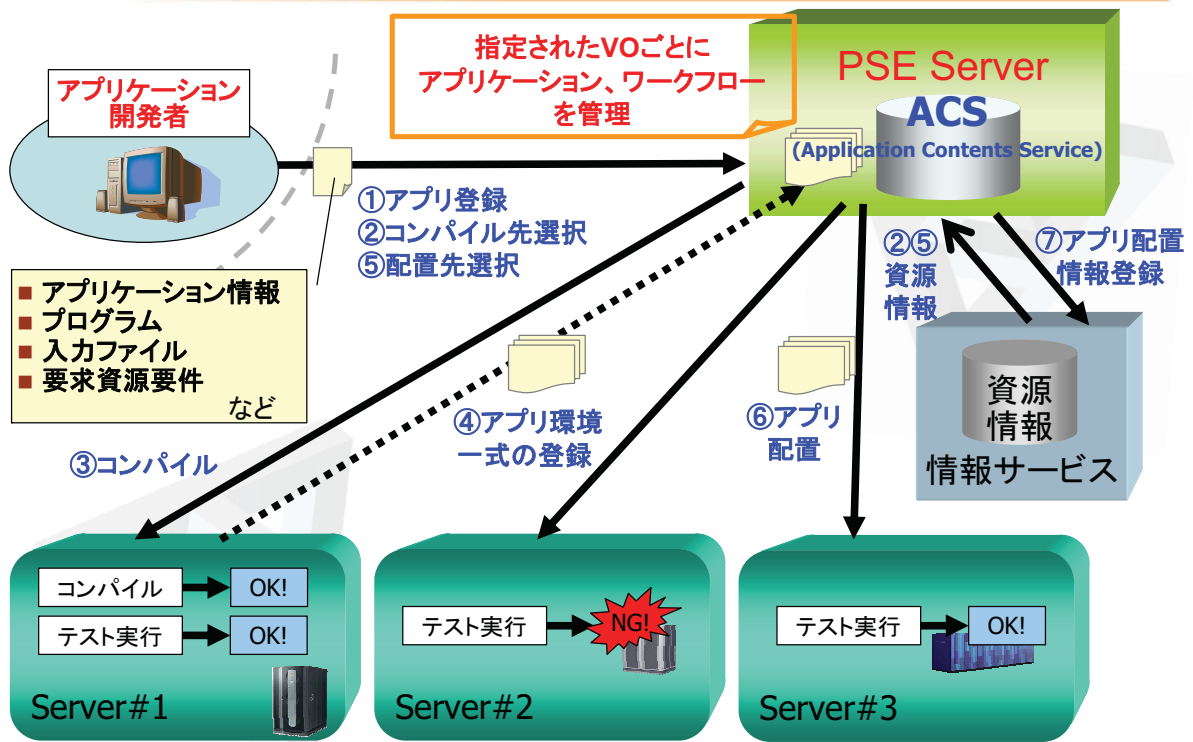 指定されたVOごとに
アプリケーション、ワークフロー
を管理
PSE Server
ACS
(Application Contents Service)
アプリケーション
開発者
①アプリ登録
②コンパイル先選択
⑤配置先選択
②⑤
資源
情報
⑦アプリ配置
情報登録
■ アプリケーション情報
■ プログラム
■ 入力ファイル
■ 要求資源要件
など
資源
情報
情報サービス
③コンパイル
④アプリ環境
一式の登録
⑥アプリ
配置
コンパイル
OK!
テスト実行
OK!
Server#1
テスト実行
NG!
Server#2
テスト実行
OK!
Server#3